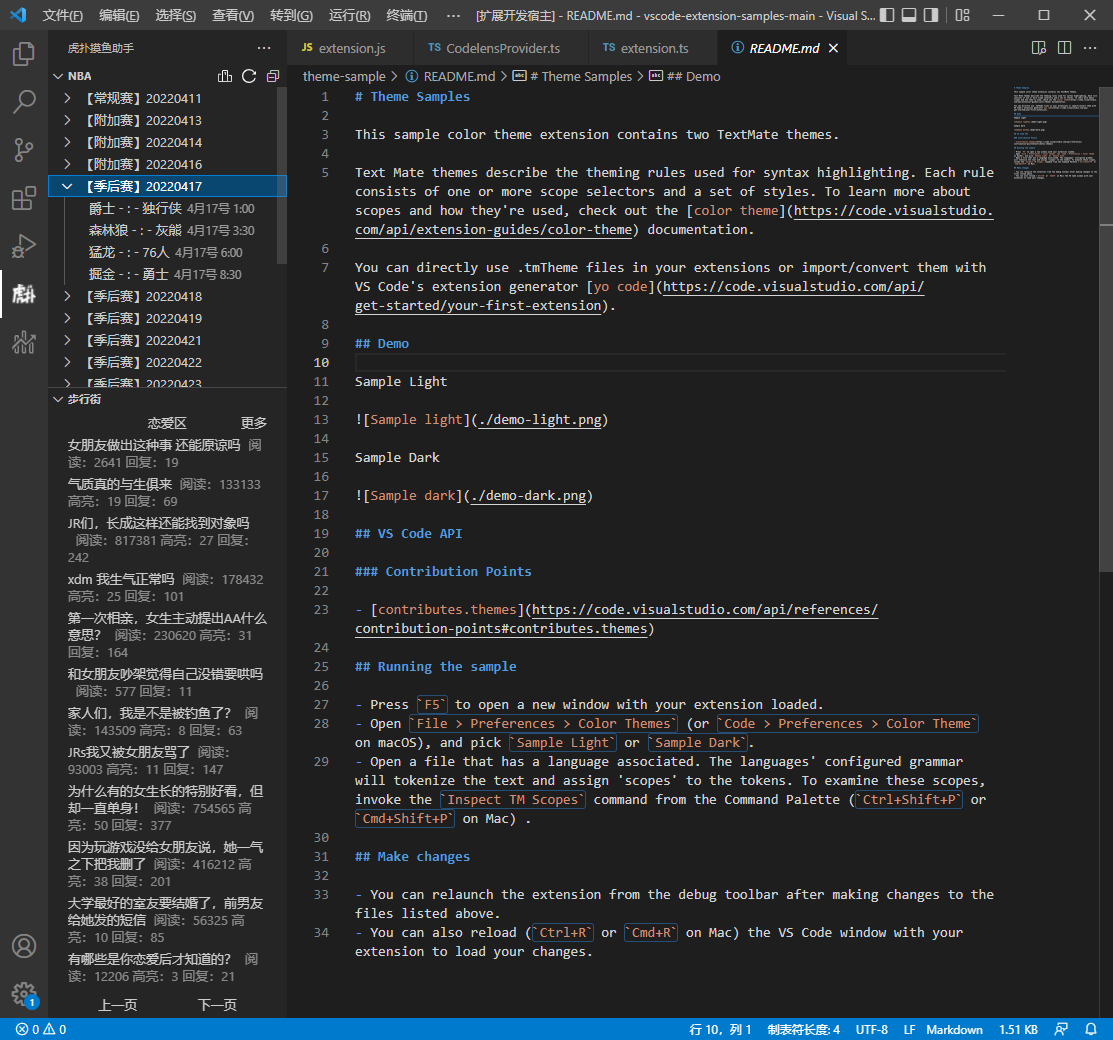 文件(F) 编辑(E) 选择(S) 查看(V) 转到(G) 运行(R) 终端(T) ··· [扩展开发宿主] - README.md - vscode-extension-samples-main - Visual S...
虎扑摸鱼助手 ···
NBA
【常规赛】20220411
【附加赛】20220413
【附加赛】20220414
【附加赛】20220416
【季后赛】20220417
爵士 - : - 独行侠 4月17号 1:00
森林狼 - : - 灰熊 4月17号 3:30
猛龙 - : - 76人 4月17号 6:00
掘金 - : - 勇士 4月17号 8:30
【季后赛】20220418
【季后赛】20220419
【季后赛】20220421
【季后赛】20220422
【季后赛】20220423
步行街
恋爱区 更多
女朋友做出这种事 还能原谅吗 阅
读：2641 回复：19
气质真的与生俱来 阅读：133133
高亮：19 回复：69
JR们，长成这样还能找到对象吗
阅读：817381 高亮：27 回复：
242
xdm 我生气正常吗 阅读：178432
高亮：25 回复：101
第一次相亲，女生主动提出AA什么
意思？ 阅读：230620 高亮：31
回复：164
和女朋友吵架觉得自己没错要哄吗
阅读：577 回复：11
家人们，我是不是被钓鱼了？ 阅
读：143509 高亮：8 回复：63
JRs我又被女朋友骂了 阅读：
93003 高亮：11 回复：147
为什么有的女生长的特别好看，但
却一直单身！ 阅读：754565 高
亮：50 回复：377
因为玩游戏没给女朋友说，她一气
之下把我删了 阅读：416212 高
亮：38 回复：201
大学最好的室友要结婚了，前男友
给她发的短信 阅读：56325 高
亮：10 回复：85
有哪些是你恋爱后才知道的？ 阅
读：12206 高亮：3 回复：21
上一页 下一页
虎扑
1
JS extension.js TS CodelensProvider.ts TS extension.ts README.md
theme-sample > README.md > # Theme Samples > ## Demo
1 # Theme Samples
2
3 This sample color theme extension contains two TextMate themes.
4
5 Text Mate themes describe the theming rules used for syntax highlighting. Each rule
consists of one or more scope selectors and a set of styles. To learn more about
scopes and how they're used, check out the [color theme](https://code.visualstudio.
com/api/extension-guides/color-theme) documentation.
6
7 You can directly use .tmTheme files in your extensions or import/convert them with
VS Code's extension generator [yo code](https://code.visualstudio.com/api/
get-started/your-first-extension).
8
9 ## Demo
10
11 Sample Light
12
13 ![Sample light](./demo-light.png)
14
15 Sample Dark
16
17 ![Sample dark](./demo-dark.png)
18
19 ## VS Code API
20
21 ### Contribution Points
22
23 - [contributes.themes](https://code.visualstudio.com/api/references/
contribution-points#contributes.themes)
24
25 ## Running the sample
26
27 - Press `F5` to open a new window with your extension loaded.
28 - Open `File > Preferences > Color Themes` (or `Code > Preferences > Color Theme`
on macOS), and pick `Sample Light` or `Sample Dark`.
29 - Open a file that has a language associated. The languages' configured grammar
will tokenize the text and assign 'scopes' to the tokens. To examine these scopes,
invoke the `Inspect TM Scopes` command from the Command Palette (`Ctrl+Shift+P` or
`Cmd+Shift+P` on Mac) .
30
31 ## Make changes
32
33 - You can relaunch the extension from the debug toolbar after making changes to the
files listed above.
34 - You can also reload (`Ctrl+R` or `Cmd+R` on Mac) the VS Code window with your
extension to load your changes.
0 0 行 10，列 1 制表符长度: 4 UTF-8 LF Markdown 1.51 KB